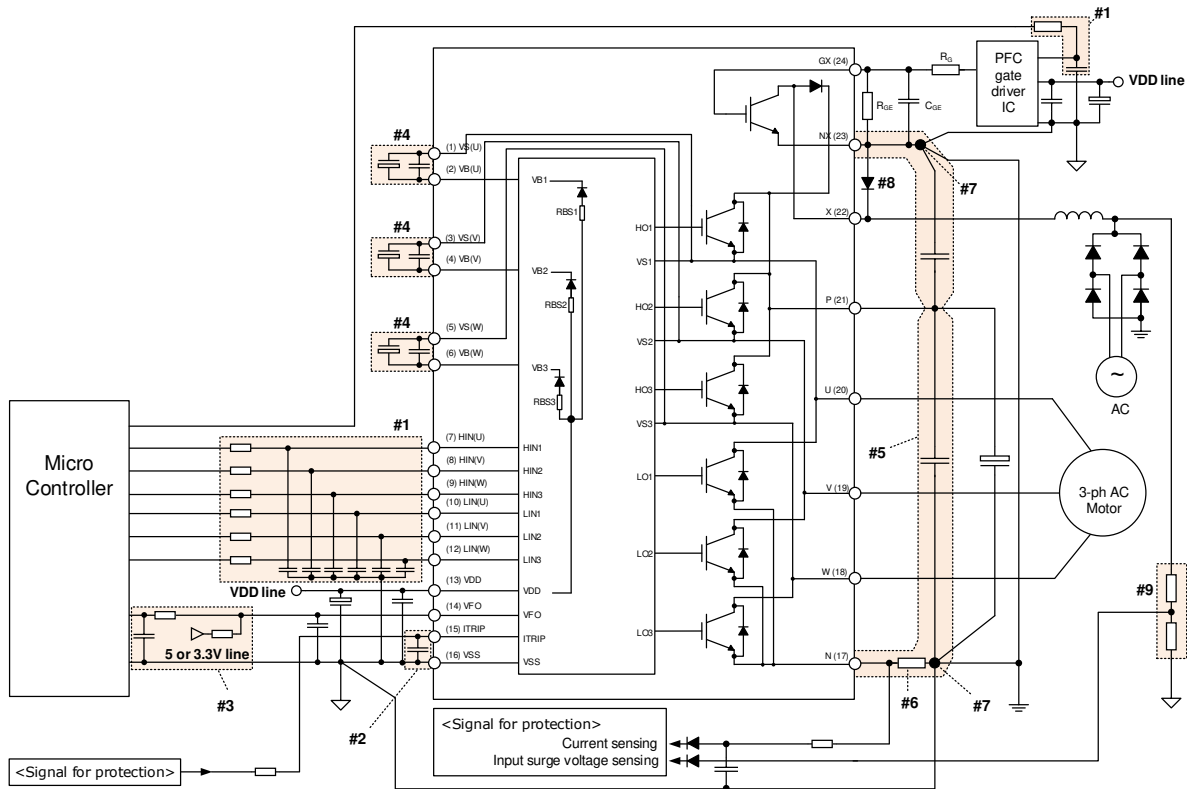 #1
GX (24)
RG
PFC
gate
driver
IC
VDD line
RGE
CGE
NX (23)
#4
(1) VS(U)
(2) VB(U)
VB1
RBS1
#8
#7
X (22)
HO1
VS1
#4
(3) VS(V)
(4) VB(V)
VB2
RBS2
HO2
VS2
P (21)
#4
(5) VS(W)
(6) VB(W)
VB3
RBS3
HO3
VS3
~
AC
U (20)
#5
Micro
Controller
#1
(7) HIN(U)
(8) HIN(V)
(9) HIN(W)
(10) LIN(U)
(11) LIN(V)
(12) LIN(W)
HIN1
HIN2
HIN3
LIN1
LIN2
LIN3
LO1
V (19)
3-ph AC
Motor
LO2
W (18)
VDD line
(13) VDD
VDD
(14) VFO
VFO
(15) ITRIP
ITRIP
(16) VSS
VSS
LO3
N (17)
#9
5 or 3.3V line
#3
#2
#6
#7
<Signal for protection>
Current sensing
Input surge voltage sensing
<Signal for protection>